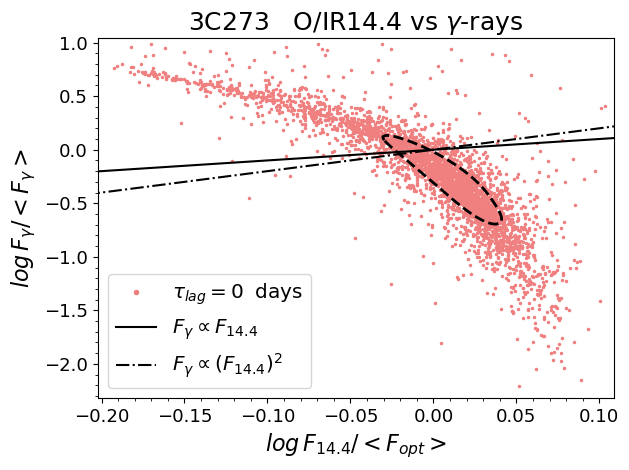 3C273 O/IR14.4 vs γ-rays
log F_γ/<F_γ>
1.0
0.5
0.0
−0.5
−1.0
−1.5
−2.0
τ_lag = 0 days
F_γ ∝ F_14.4
F_γ ∝ (F_14.4)^2
−0.20 −0.15 −0.10 −0.05 0.00 0.05 0.10
log F_14.4/<F_opt>